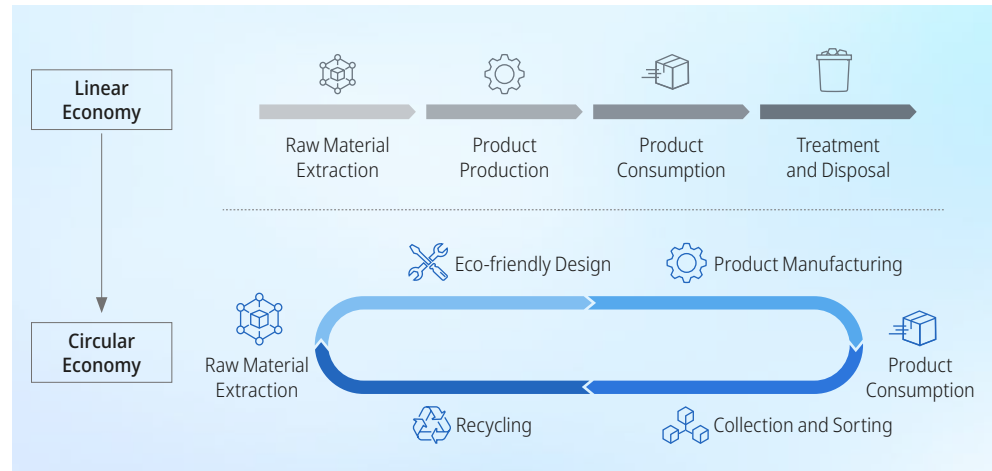 Linear
Economy
Raw Material
Extraction
Product
Production
Product
Consumption
Treatment
and Disposal
Eco-friendly Design
Product Manufacturing
Circular
Economy
Raw Material
Extraction
Product
Consumption
Recycling
Collection and Sorting